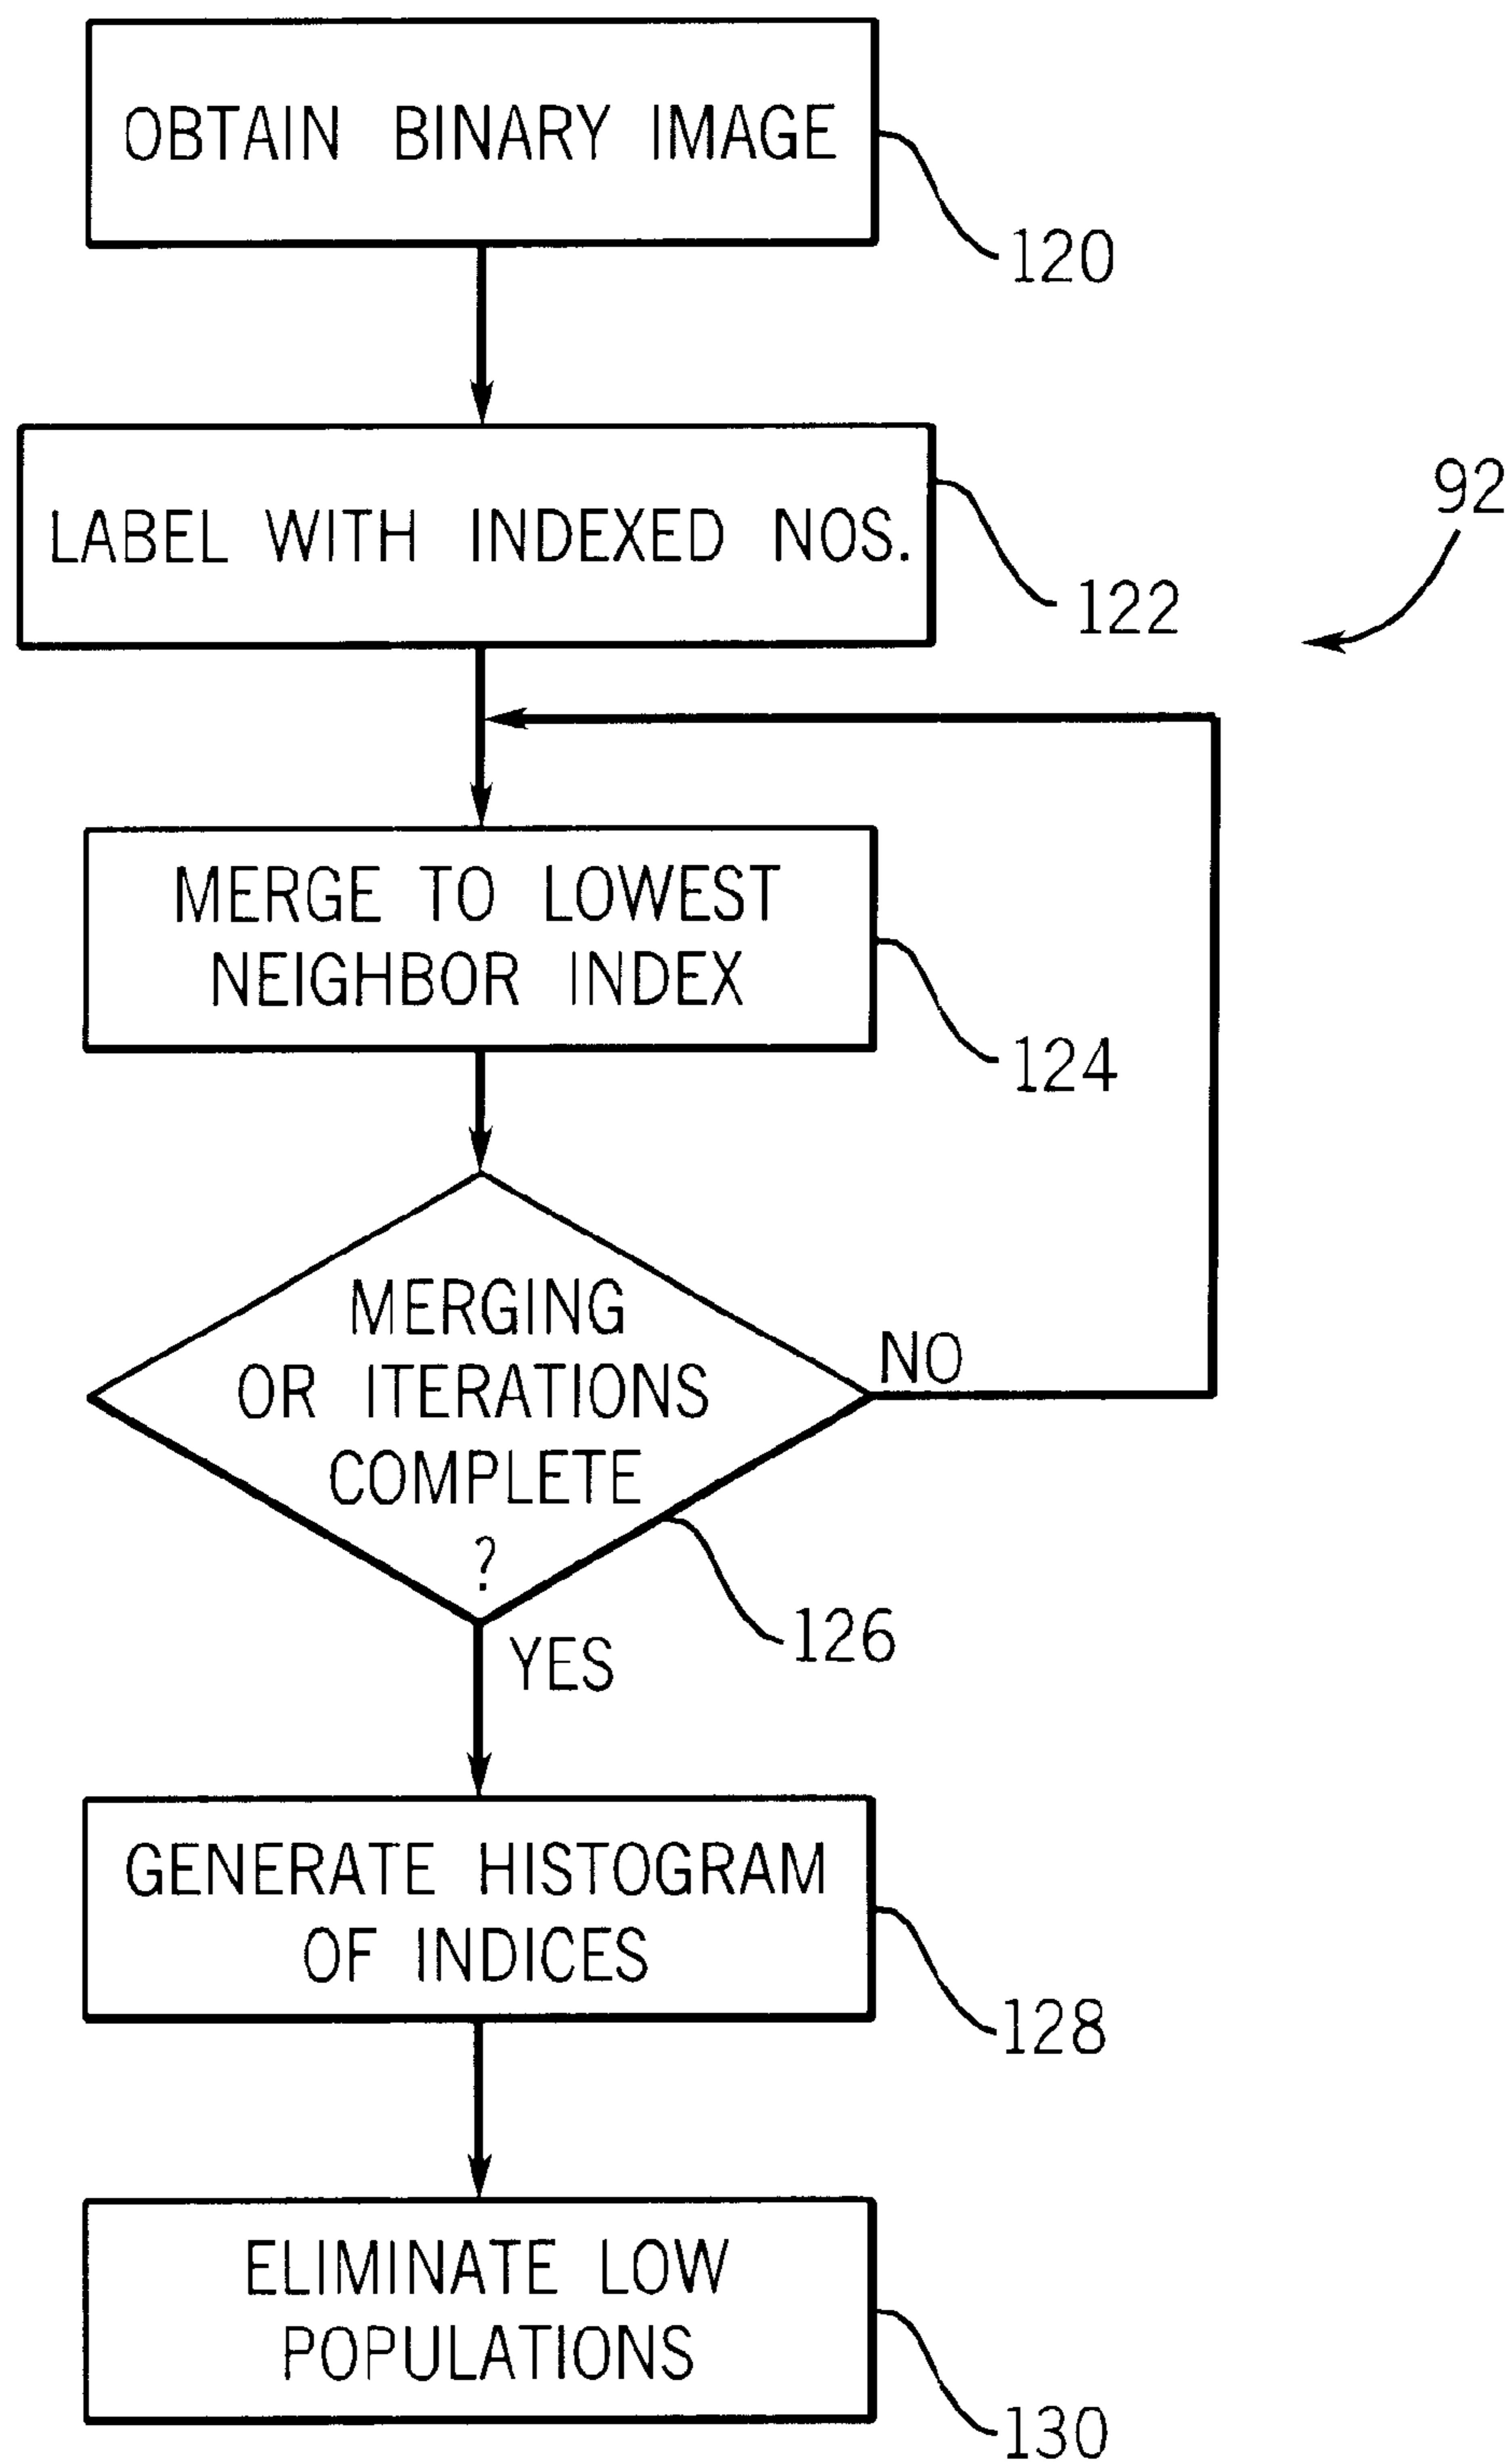 OBTAIN BINARY IMAGE
120
LABEL WITH INDEXED NOS.
92
122
MERGE TO LOWEST
NEIGHBOR INDEX
124
MERGING
OR ITERATIONS
COMPLETE
?
NO
126
YES
GENERATE HISTOGRAM
OF INDICES
128
ELIMINATE LOW
POPULATIONS
130